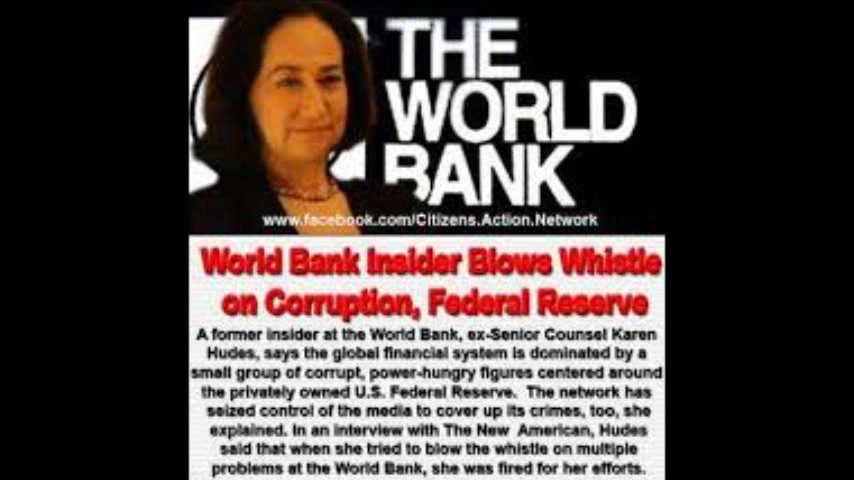 THE
WORLD
BANK
www.facebook.com/Citizens.Action.Network
World Bank Insider Blows Whistle
on Corruption, Federal Reserve
A former insider at the World Bank, ex-Senior Counsel Karen
Hudes, says the global financial system is dominated by a
small group of corrupt, power-hungry figures centered around
the privately owned U.S. Federal Reserve. The network has
seized control of the media to cover up its crimes, too, she
explained. In an interview with The New American, Hudes
said that when she tried to blow the whistle on multiple
problems at the World Bank, she was fired for her efforts.